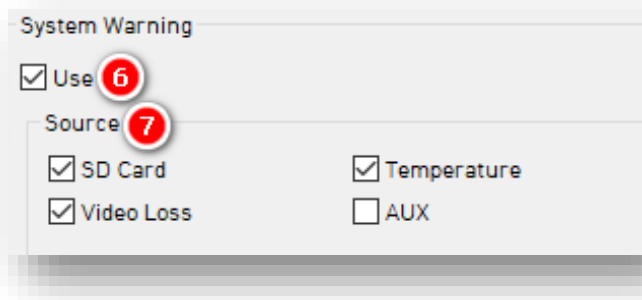 System Warning
Use 6
Source 7
SD Card Temperature
Video Loss AUX